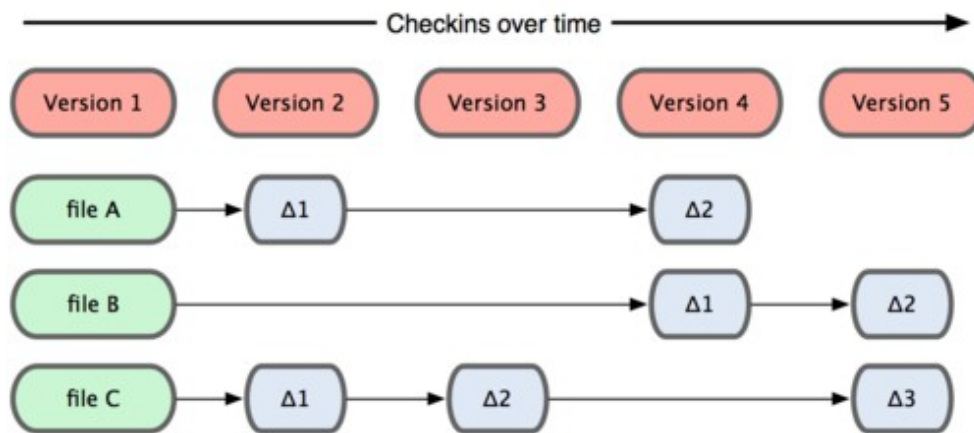 Checkins over time
Version 1 Version 2 Version 3 Version 4 Version 5
file A Δ1 Δ2
file B Δ1 Δ2
file C Δ1 Δ2 Δ3